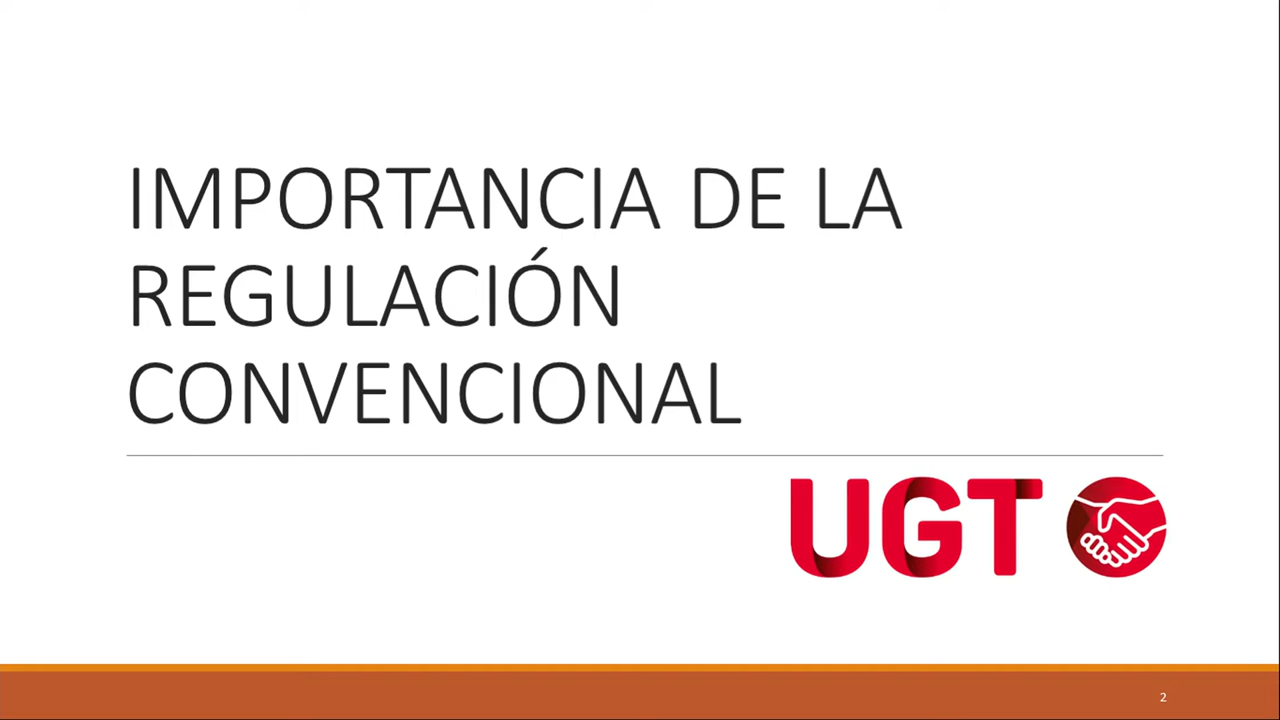 IMPORTANCIA DE LA
REGULACIÓN
CONVENCIONAL
UGT
2